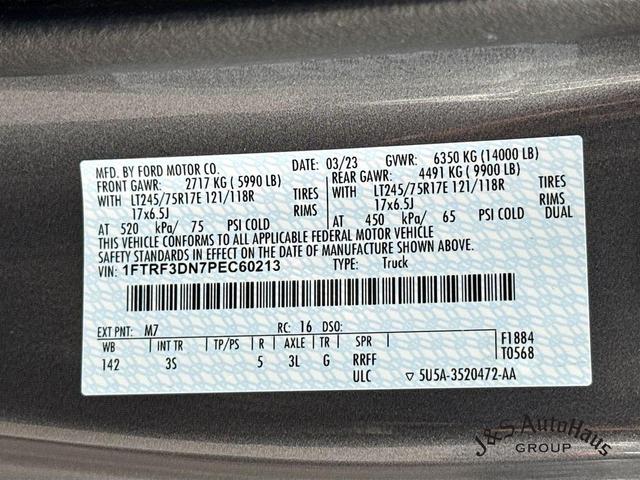 MFD. BY FORD MOTOR CO. DATE: 03/23 GVWR: 6350 KG (14000 LB)
FRONT GAWR: 2717 KG ( 5990 LB) REAR GAWR: 4491 KG ( 9900 LB)
WITH LT245/75R17E 121/118R TIRES WITH LT245/75R17E 121/118R TIRES
17x6.5J RIMS 17x6.5J RIMS
AT 520 kPa/ 75 PSI COLD AT 450 kPa/ 65 PSI COLD DUAL
THIS VEHICLE CONFORMS TO ALL APPLICABLE FEDERAL MOTOR VEHICLE
SAFETY STANDARDS IN EFFECT ON THE DATE OF MANUFACTURE SHOWN ABOVE.
VIN: 1FTRF3DN7PEC60213 TYPE: Truck
EXT PNT: M7 RC: 16 DSO:
WB INT TR TP/PS R AXLE TR SPR F1884
142 3S 5 3L G RRFF T0568
ULC ▽ 5U5A-3520472-AA
J&S AutoHaus
GROUP